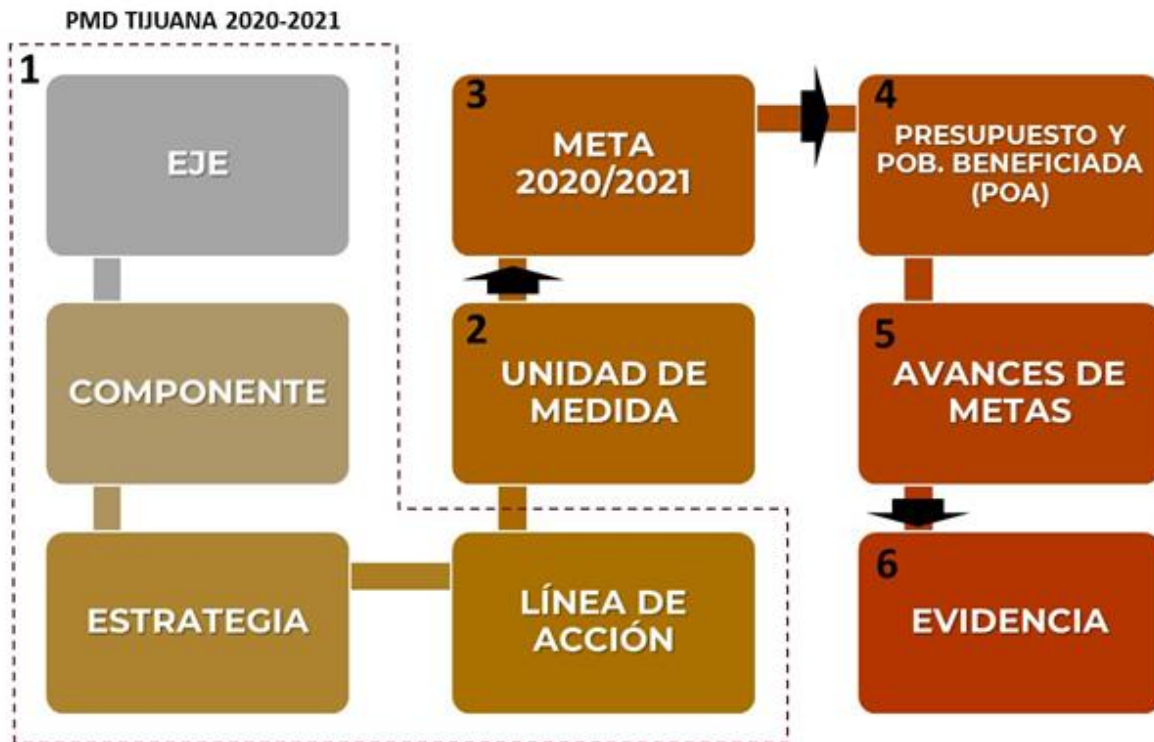 PMD TIJUANA 2020-2021
1
EJE
COMPONENTE
ESTRATEGIA
LÍNEA DE
ACCIÓN
2
UNIDAD DE
MEDIDA
3
META
2020/2021
4
PRESUPUESTO Y
POB. BENEFICIADA
(POA)
5
AVANCES DE
METAS
6
EVIDENCIA